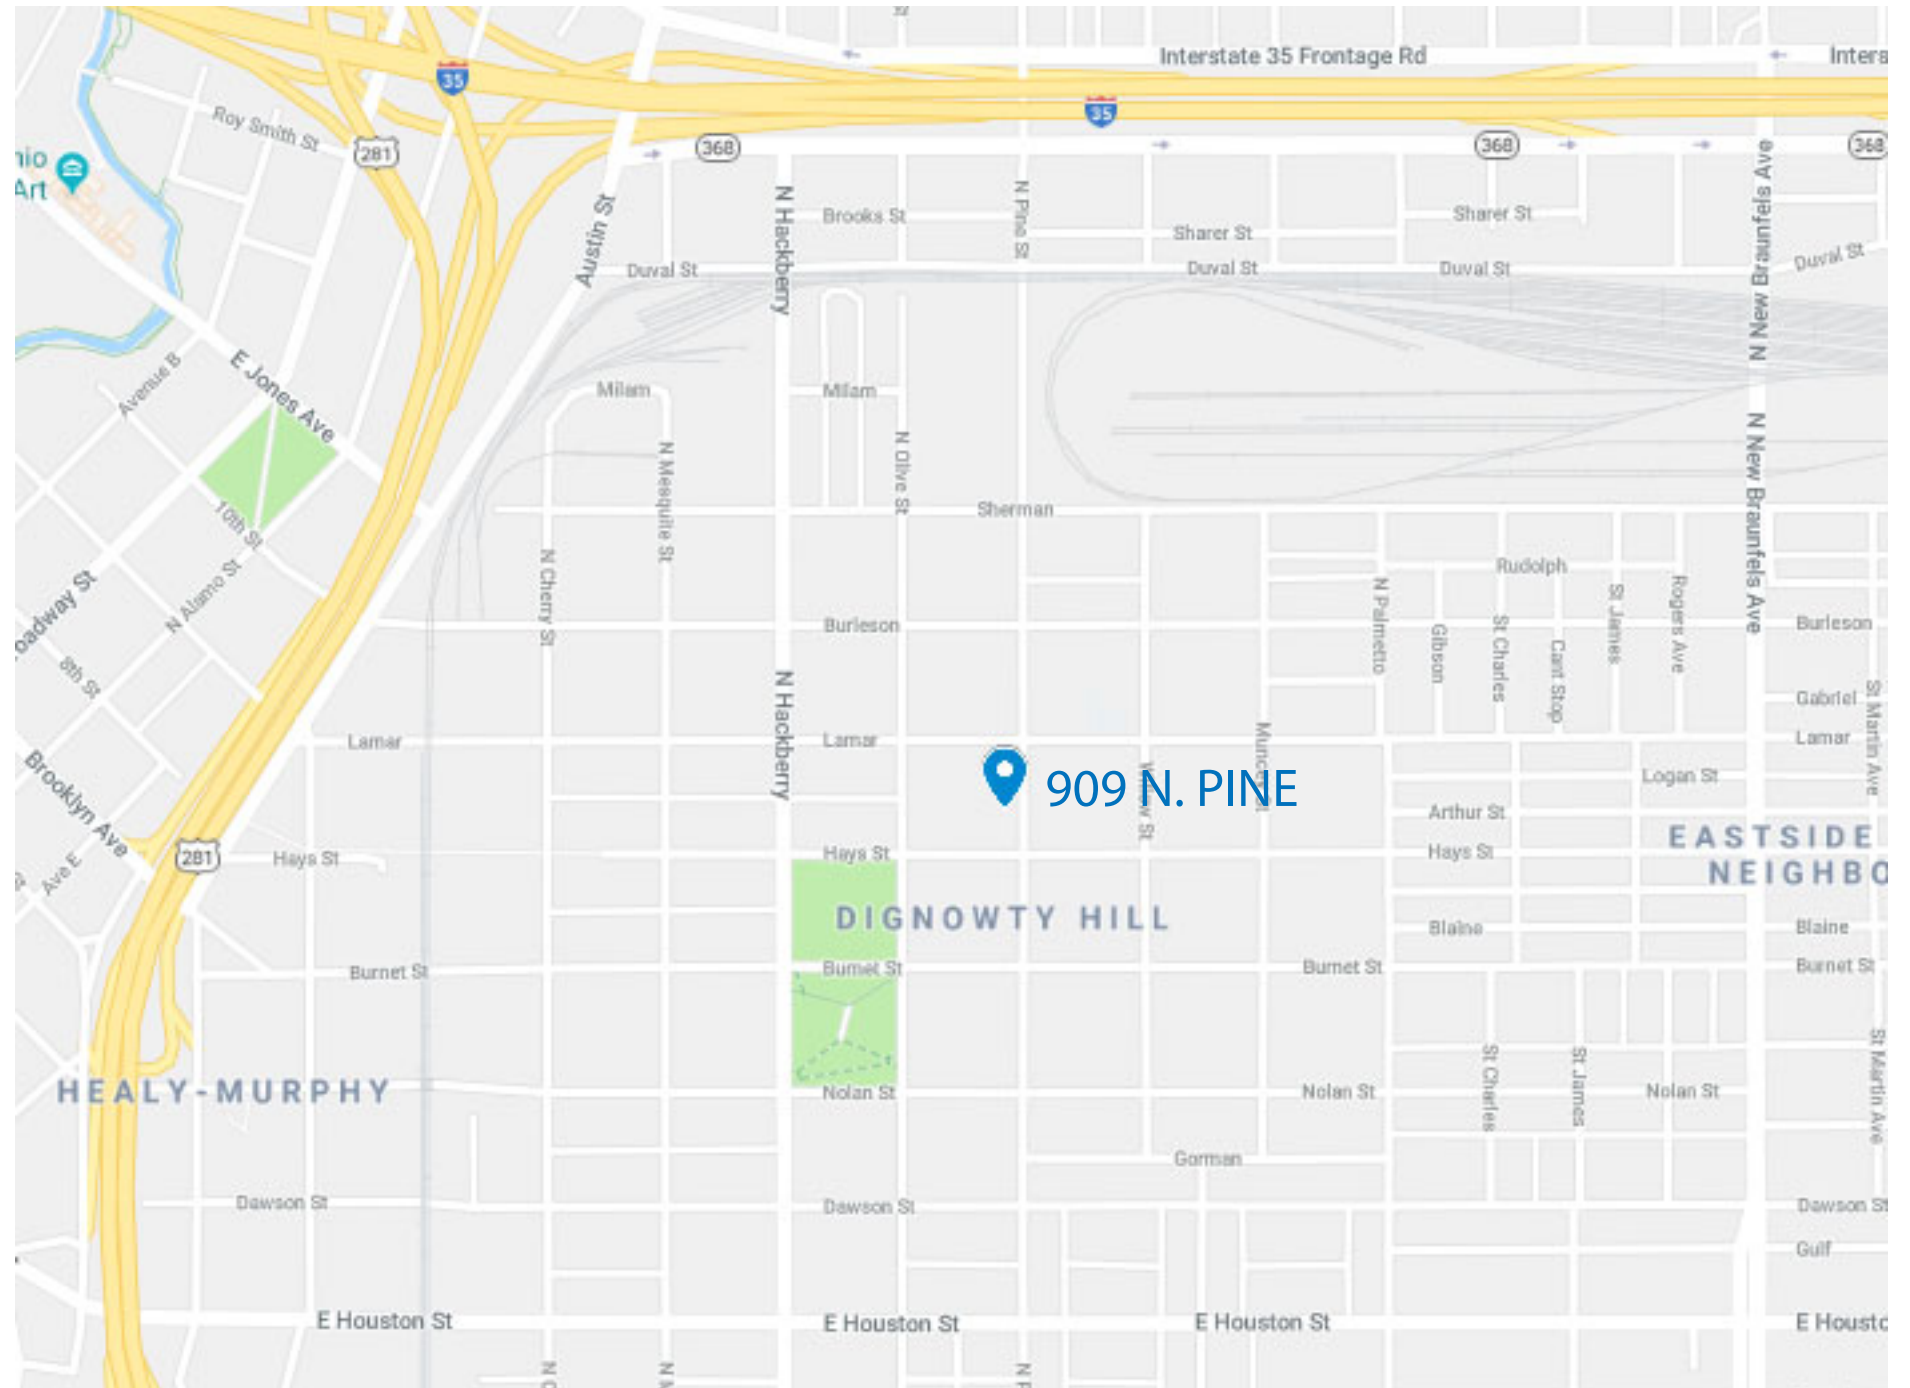 Interstate 35 Frontage Rd
Inters
35
35
Roy Smith St
281
368
368
368
nio
Art
Austin St
N Hackberry
Brooks St
N Pine St
Sharer St
Sharer St
N New Braunfels Ave
Duval St
Duval St
Duval St
Duval St
N New
Avenue B
E Jones Ave
Milam
Milam
N Olive St
N Mesquite St
N New Braunfels Ave
10th St
Sherman
N Alamo St
N Cherry St
roadway St
Rudolph
N Palmetto
Gibson
St Charles
Cant Stop
St James
Rogers Ave
Burleson
Burleson
8th St
N Hackberry
Gabriel
St Martin Ave
Lamar
Lamar
Lamar
Brooklyn Ave
909 N. PINE
Logan St
Arthur St
EASTSIDE
NEIGHBO
281
Hays St
Hays St
Hays St
Ave E
DIGNOWTY HILL
Blaine
Blaine
Burnet St
Burnet St
Burnet St
Burnet St
HEALY-MURPHY
Nolan St
Nolan St
Nolan St
St Charles
St James
St Martin Ave
Gorman
Dawson St
Dawson St
Dawson St
Gulf
E Houston St
E Houston St
E Houston St
E Houstc
N
N
N